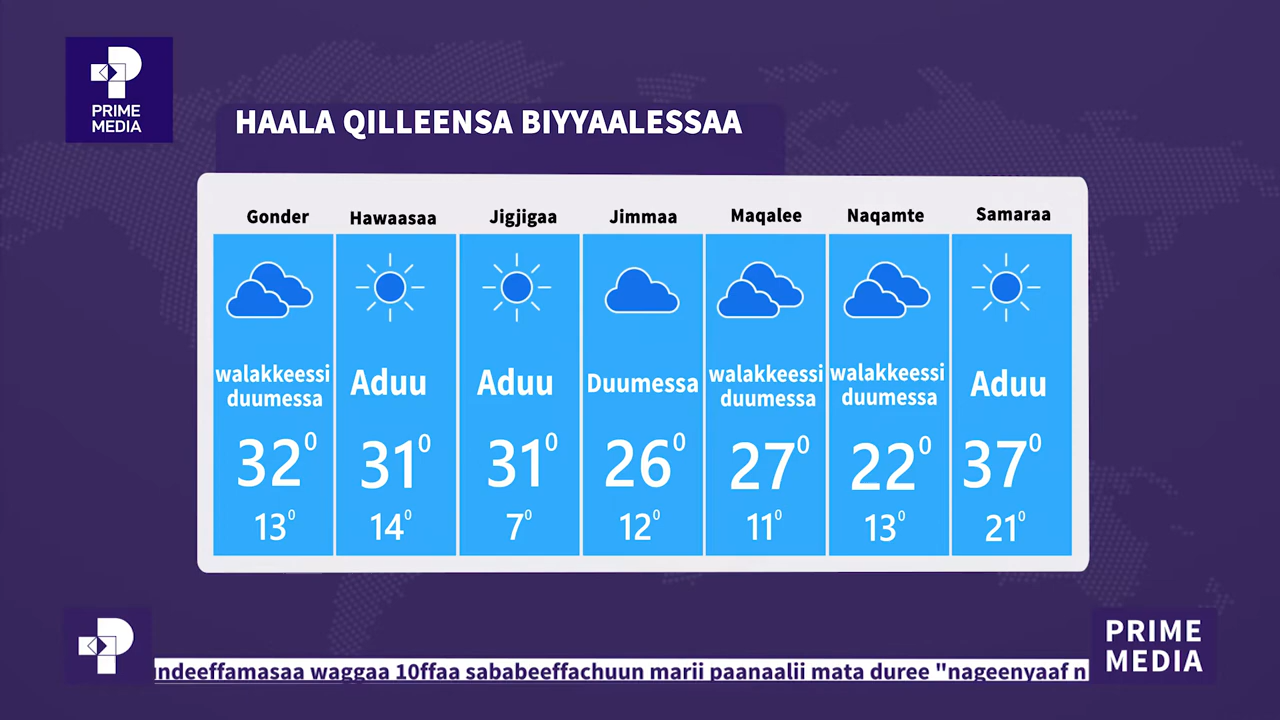 PRIME
MEDIA
HAALA QILLEENSA BIYYAALESSAA
Gonder Hawaasaa Jigjigaa Jimmaa Maqalee Naqamte Samaraa
walakkeessi duumessa Aduu Aduu Duumessa walakkeessi duumessa walakkeessi duumessa Aduu
32⁰ 31⁰ 31⁰ 26⁰ 27⁰ 22⁰ 37⁰
13⁰ 14⁰ 7⁰ 12⁰ 11⁰ 13⁰ 21⁰
PRIME
MEDIA
undeeffamasaa waggaa 10ffaa sababeeffachuun marii paanaalii mata duree "nageenyaaf n